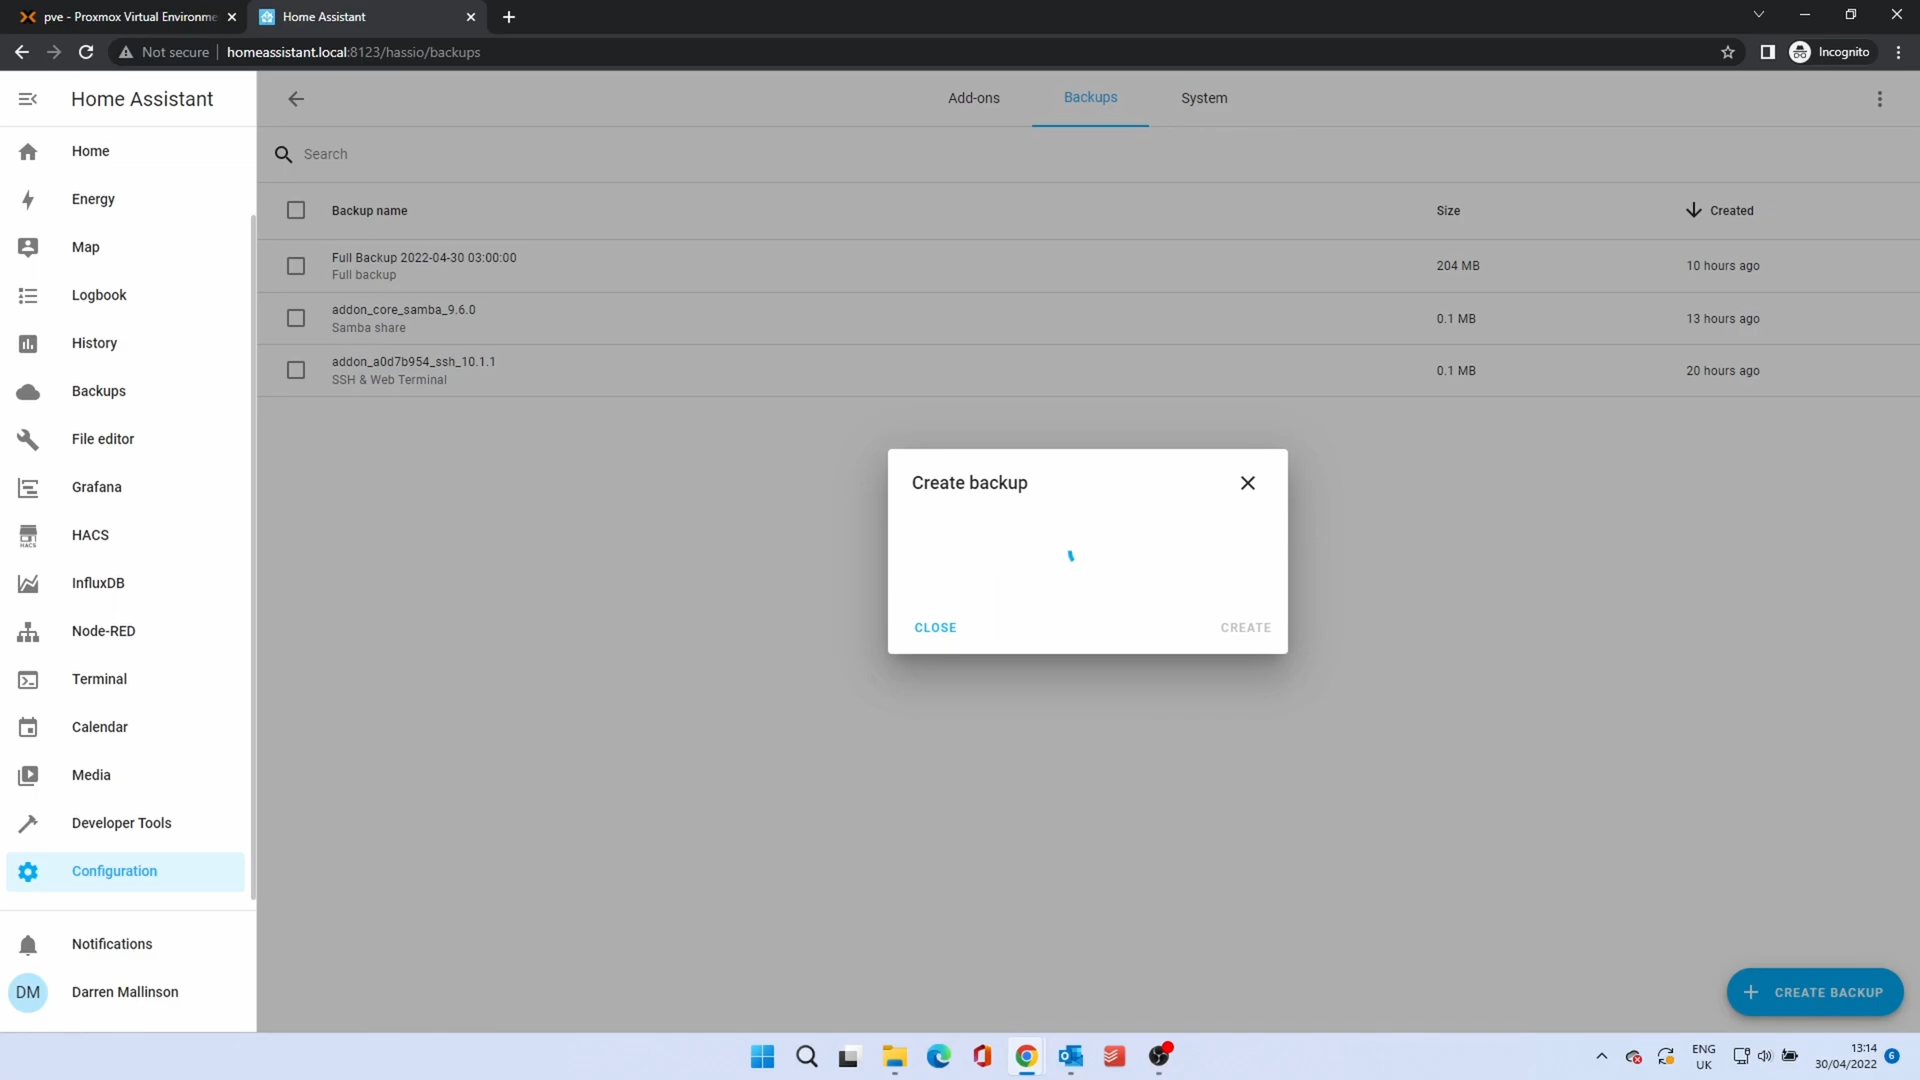 pve - Proxmox Virtual Environme
Home Assistant
Not secure
homeassistant.local:8123/hassio/backups
Incognito
Home Assistant
Add-ons
Backups
System
Home
Energy
Map
Logbook
History
Backups
File editor
Grafana
HACS
HACS
InfluxDB
Node-RED
Terminal
Calendar
Media
Developer Tools
Configuration
Notifications
DM
Darren Mallinson
Search
Backup name
Size
Created
Full Backup 2022-04-30 03:00:00
Full backup
204 MB
10 hours ago
addon_core_samba_9.6.0
Samba share
0.1 MB
13 hours ago
addon_a0d7b954_ssh_10.1.1
SSH & Web Terminal
0.1 MB
20 hours ago
Create backup
CLOSE
CREATE
CREATE BACKUP
ENG
UK
13:14
30/04/2022
6